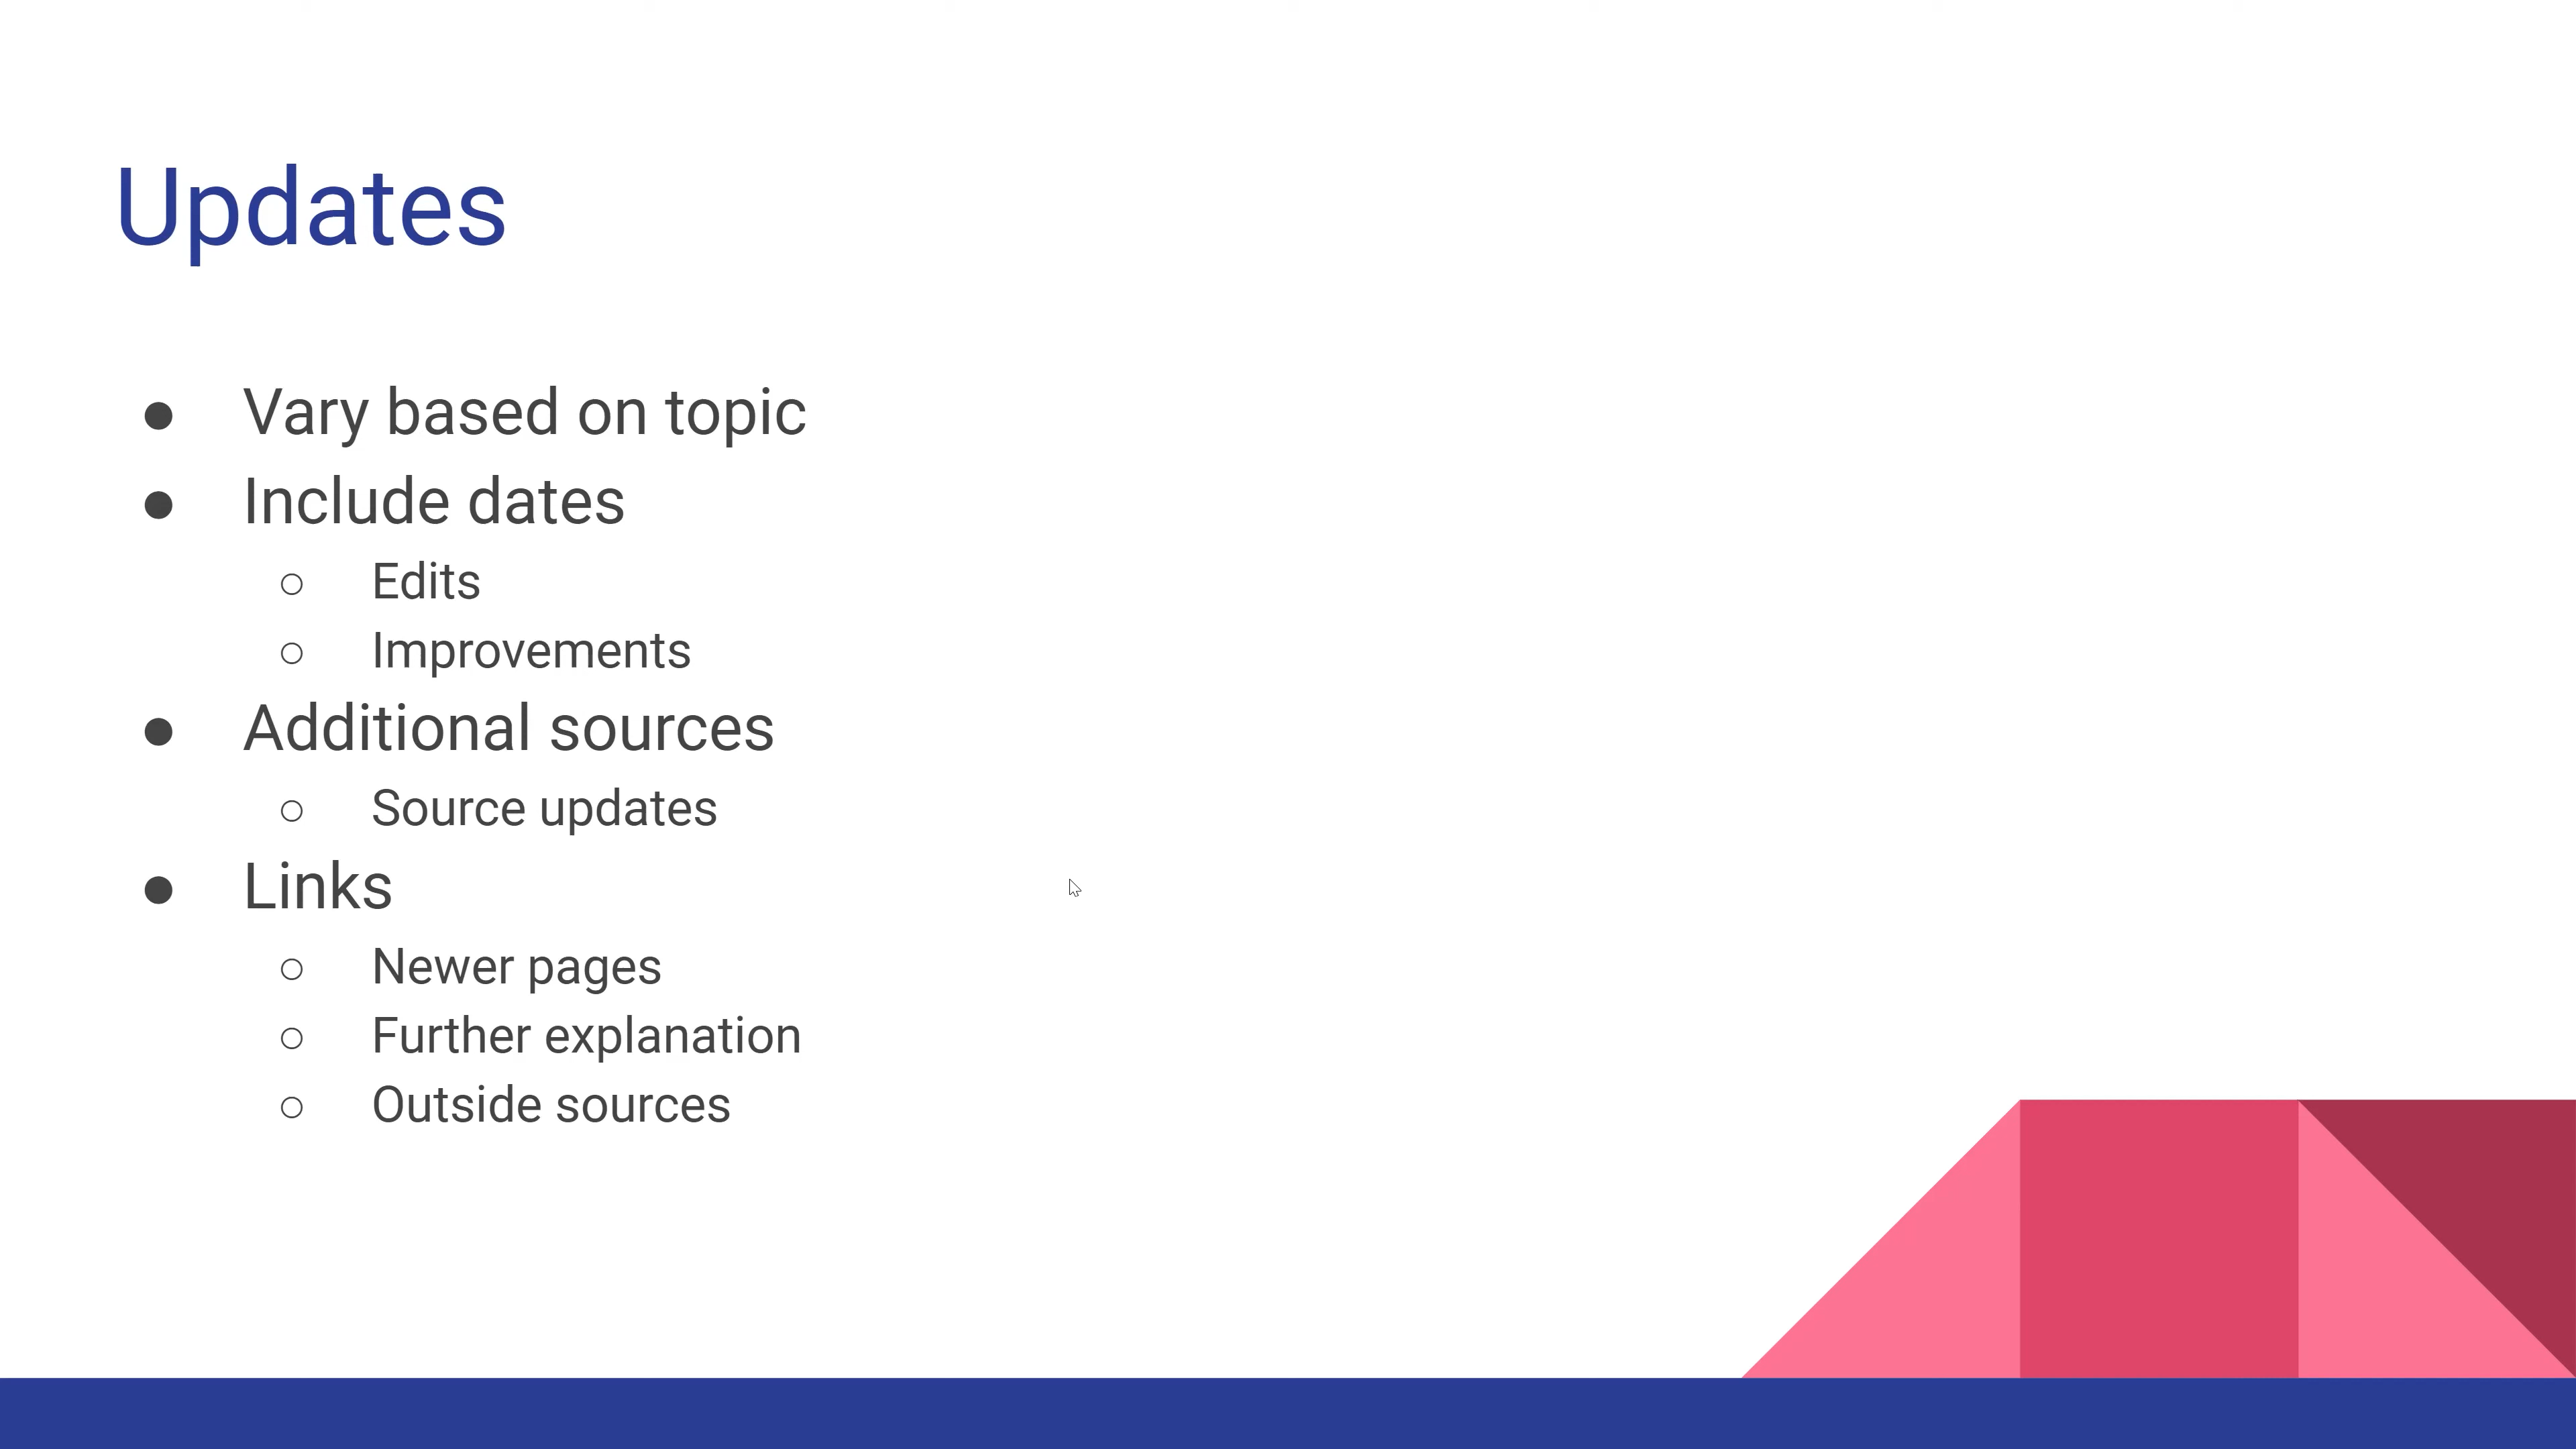 Updates
● Vary based on topic
● Include dates
○ Edits
○ Improvements
● Additional sources
○ Source updates
● Links
○ Newer pages
○ Further explanation
○ Outside sources